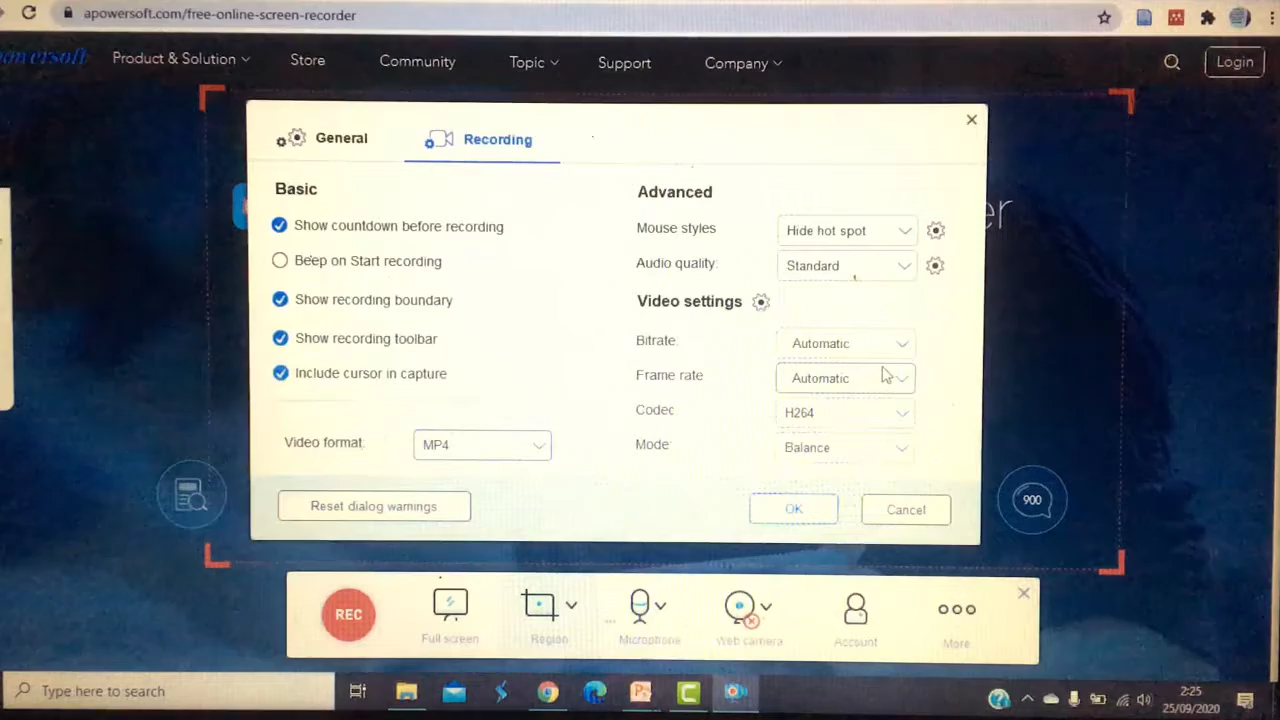 apowersoft.com/free-online-screen-recorder
powersoft Product & Solution Store Community Topic Support Company Login
General Recording
Basic
Show countdown before recording
Beep on Start recording
Show recording boundary
Show recording toolbar
Include cursor in capture
Video format: MP4
Reset dialog warnings
Advanced
Mouse styles Hide hot spot
Audio quality: Standard
Video settings
Bitrate: Automatic
Frame rate Automatic
Codec H264
Mode: Balance
OK Cancel
er
900
REC Full screen Region Microphone Web camera Account More
Type here to search
2:25
25/09/2020